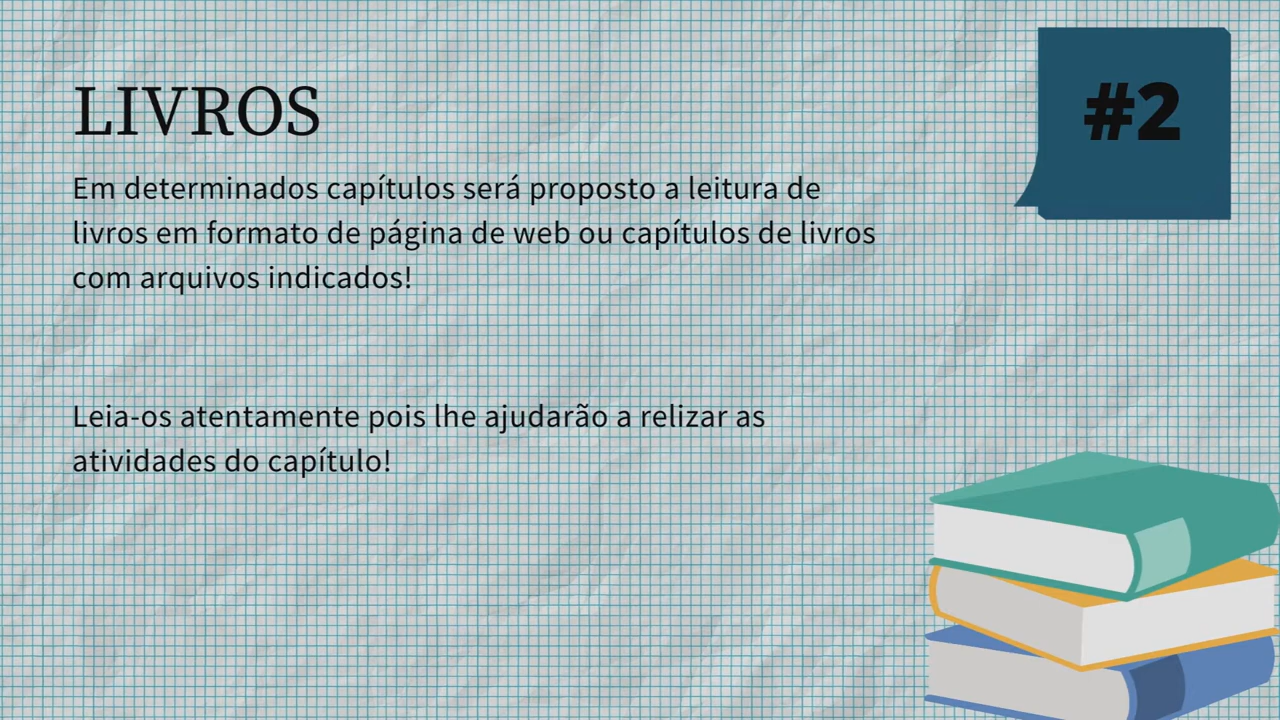 LIVROS
#2
Em determinados capítulos será proposto a leitura de
livros em formato de página de web ou capítulos de livros
com arquivos indicados!
Leia-os atentamente pois lhe ajudarão a relizar as
atividades do capítulo!